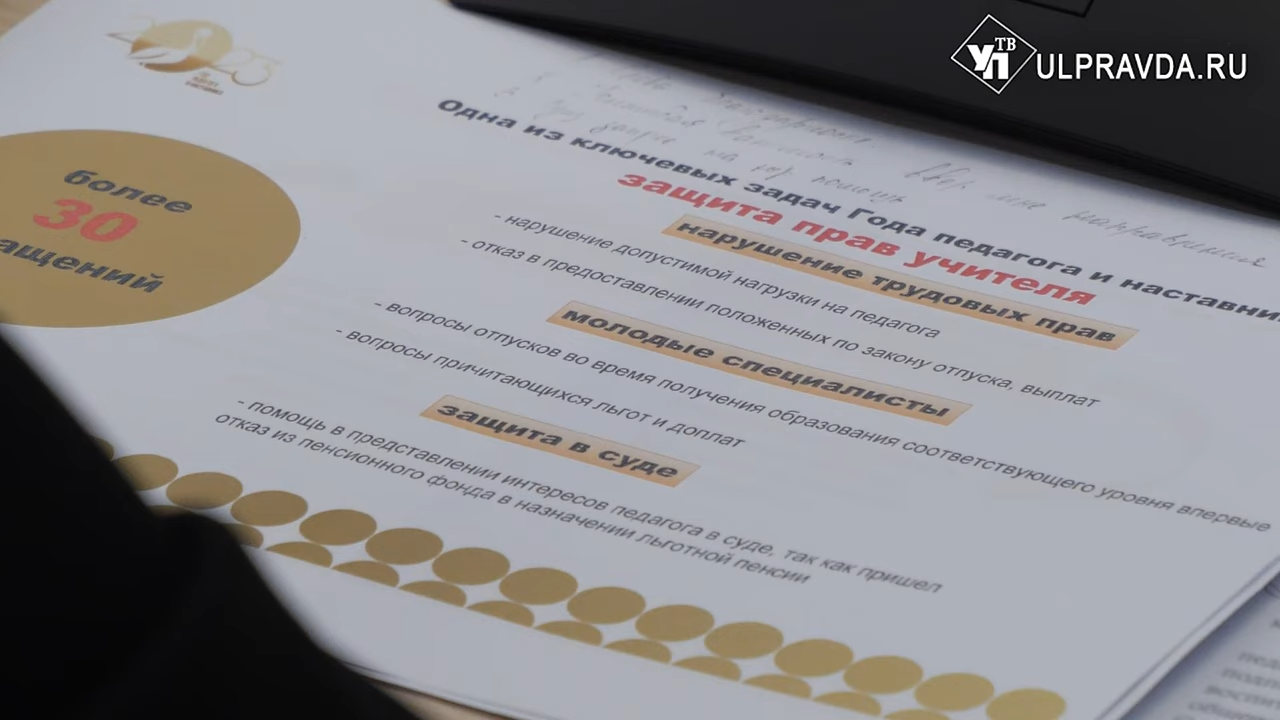 УП ТВ ULPRAVDA.RU
2023
Одна из ключевых задач Года педагога и наставни
защита прав учителя
более
30
ащений
нарушение трудовых прав
- нарушение допустимой нагрузки на педагога
- отказ в предоставлении положенных по закону отпуска, выплат
молодые специалисты
- вопросы отпусков во время получения образования соответствующего уровня впервые
- вопросы причитающихся льгот и доплат
защита в суде
- помощь в представлении интересов педагога в суде, так как пришел
отказ из пенсионного фонда в назначении льготной пенсии